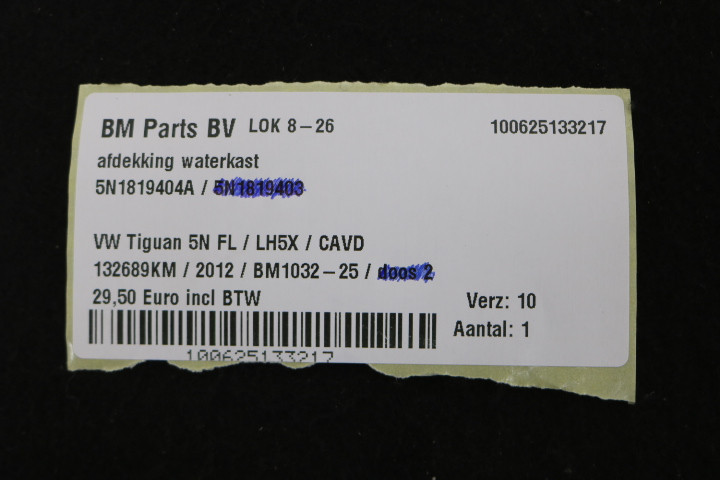 BM Parts BV LOK 8-26 100625133217
afdekking waterkast
5N1819404A / 5N1819403
VW Tiguan 5N FL / LH5X / CAVD
132689KM / 2012 / BM1032-25 / doos 2
29,50 Euro incl BTW Verz: 10
Aantal: 1
100625133217